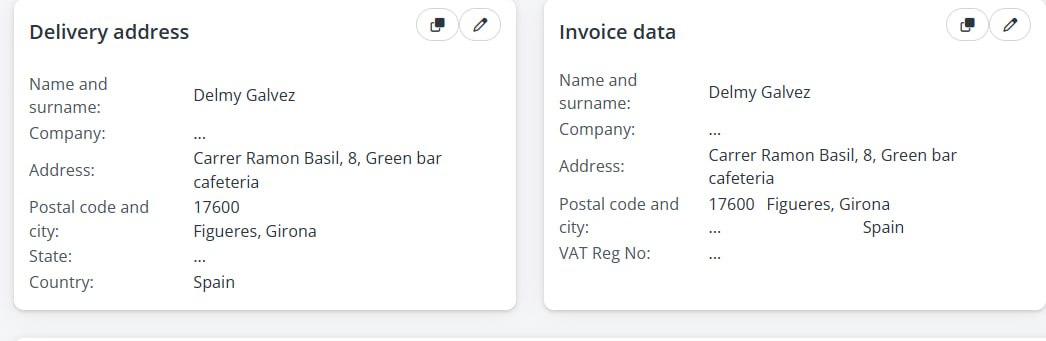 Delivery address
Name and
surname:
Delmy Galvez
Company:
...
Address:
Carrer Ramon Basil, 8, Green bar
cafeteria
Postal code and
city:
17600
Figueres, Girona
State:
...
Country:
Spain
Invoice data
Name and
surname:
Delmy Galvez
Company:
...
Address:
Carrer Ramon Basil, 8, Green bar
cafeteria
Postal code and
city:
17600 Figueres, Girona
... Spain
VAT Reg No:
...